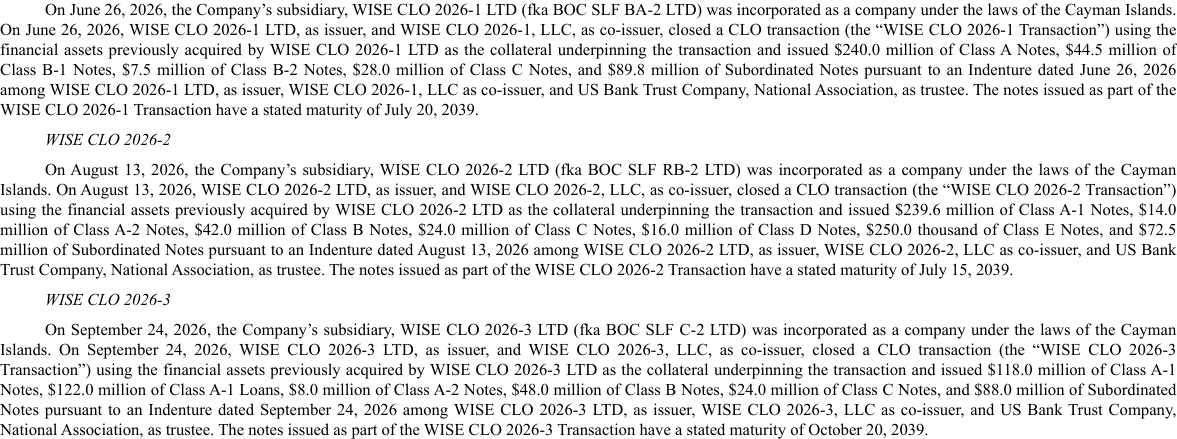 On June 26, 2026, the Company’s subsidiary, WISE CLO 2026-1 LTD (fka BOC SLF BA-2 LTD) was incorporated as a company under the laws of the Cayman Islands.
On June 26, 2026, WISE CLO 2026-1 LTD, as issuer, and WISE CLO 2026-1, LLC, as co-issuer, closed a CLO transaction (the “WISE CLO 2026-1 Transaction”) using the
financial assets previously acquired by WISE CLO 2026-1 LTD as the collateral underpinning the transaction and issued $240.0 million of Class A Notes, $44.5 million of
Class B-1 Notes, $7.5 million of Class B-2 Notes, $28.0 million of Class C Notes, and $89.8 million of Subordinated Notes pursuant to an Indenture dated June 26, 2026
among WISE CLO 2026-1 LTD, as issuer, WISE CLO 2026-1, LLC as co-issuer, and US Bank Trust Company, National Association, as trustee. The notes issued as part of the
WISE CLO 2026-1 Transaction have a stated maturity of July 20, 2039.
WISE CLO 2026-2
On August 13, 2026, the Company’s subsidiary, WISE CLO 2026-2 LTD (fka BOC SLF RB-2 LTD) was incorporated as a company under the laws of the Cayman
Islands. On August 13, 2026, WISE CLO 2026-2 LTD, as issuer, and WISE CLO 2026-2, LLC, as co-issuer, closed a CLO transaction (the “WISE CLO 2026-2 Transaction”)
using the financial assets previously acquired by WISE CLO 2026-2 LTD as the collateral underpinning the transaction and issued $239.6 million of Class A-1 Notes, $14.0
million of Class A-2 Notes, $42.0 million of Class B Notes, $24.0 million of Class C Notes, $16.0 million of Class D Notes, $250.0 thousand of Class E Notes, and $72.5
million of Subordinated Notes pursuant to an Indenture dated August 13, 2026 among WISE CLO 2026-2 LTD, as issuer, WISE CLO 2026-2, LLC as co-issuer, and US Bank
Trust Company, National Association, as trustee. The notes issued as part of the WISE CLO 2026-2 Transaction have a stated maturity of July 15, 2039.
WISE CLO 2026-3
On September 24, 2026, the Company’s subsidiary, WISE CLO 2026-3 LTD (fka BOC SLF C-2 LTD) was incorporated as a company under the laws of the Cayman
Islands. On September 24, 2026, WISE CLO 2026-3 LTD, as issuer, and WISE CLO 2026-3, LLC, as co-issuer, closed a CLO transaction (the “WISE CLO 2026-3
Transaction”) using the financial assets previously acquired by WISE CLO 2026-3 LTD as the collateral underpinning the transaction and issued $118.0 million of Class A-1
Notes, $122.0 million of Class A-1 Loans, $8.0 million of Class A-2 Notes, $48.0 million of Class B Notes, $24.0 million of Class C Notes, and $88.0 million of Subordinated
Notes pursuant to an Indenture dated September 24, 2026 among WISE CLO 2026-3 LTD, as issuer, WISE CLO 2026-3, LLC as co-issuer, and US Bank Trust Company,
National Association, as trustee. The notes issued as part of the WISE CLO 2026-3 Transaction have a stated maturity of October 20, 2039.